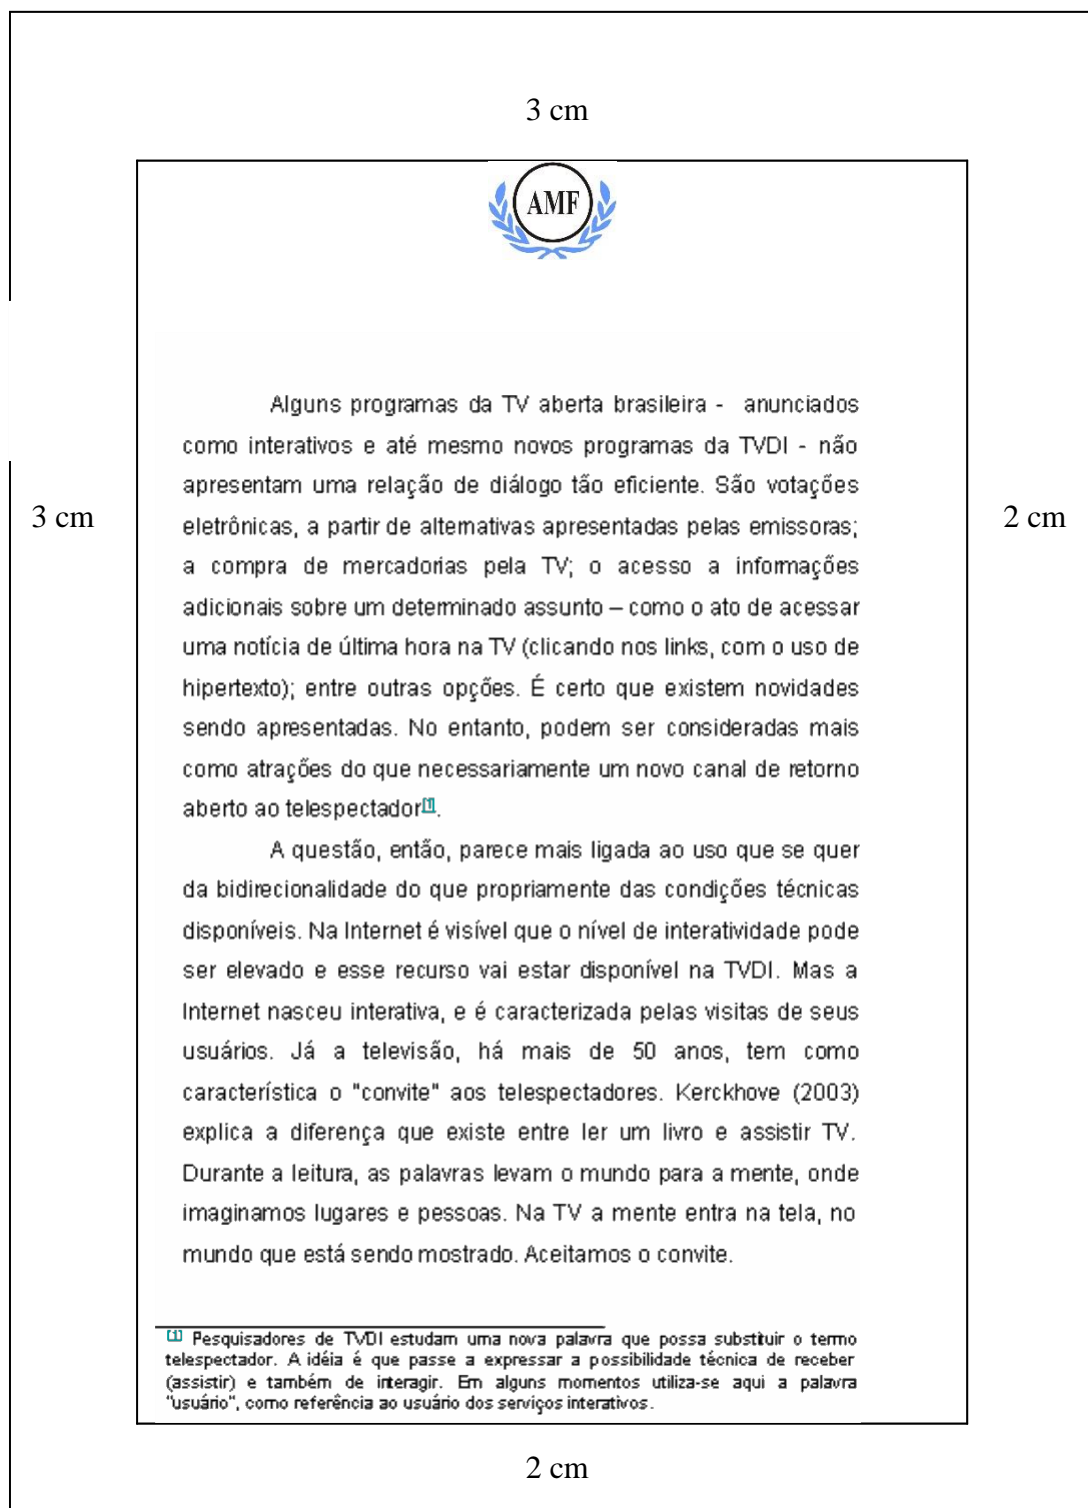 3 cm
AMF
Alguns programas da TV aberta brasileira - anunciados
como interativos e até mesmo novos programas da TVDI - não
apresentam uma relação de diálogo tão eficiente. São votações
eletrônicas, a partir de alternativas apresentadas pelas emissoras;
a compra de mercadorias pela TV; o acesso a informações
3 cm
2 cm
adicionais sobre um determinado assunto – como o ato de acessar
uma notícia de última hora na TV (clicando nos links, com o uso de
hipertexto); entre outras opções. É certo que existem novidades
sendo apresentadas. No entanto, podem ser consideradas mais
como atrações do que necessariamente um novo canal de retorno
aberto ao telespectador[1].
A questão, então, parece mais ligada ao uso que se quer
da bidirecionalidade do que propriamente das condições técnicas
disponíveis. Na Internet é visível que o nível de interatividade pode
ser elevado e esse recurso vai estar disponível na TVDI. Mas a
Internet nasceu interativa, e é caracterizada pelas visitas de seus
usuários. Já a televisão, há mais de 50 anos, tem como
característica o "convite" aos telespectadores. Kerckhove (2003)
explica a diferença que existe entre ler um livro e assistir TV.
Durante a leitura, as palavras levam o mundo para a mente, onde
imaginamos lugares e pessoas. Na TV a mente entra na tela, no
mundo que está sendo mostrado. Aceitamos o convite.
[1] Pesquisadores de TVDI estudam uma nova palavra que possa substituir o termo
telespectador. A idéia é que passe a expressar a possibilidade técnica de receber
(assistir) e também de interagir. Em alguns momentos utiliza-se aqui a palavra
"usuário", como referência ao usuário dos serviços interativos.
2 cm